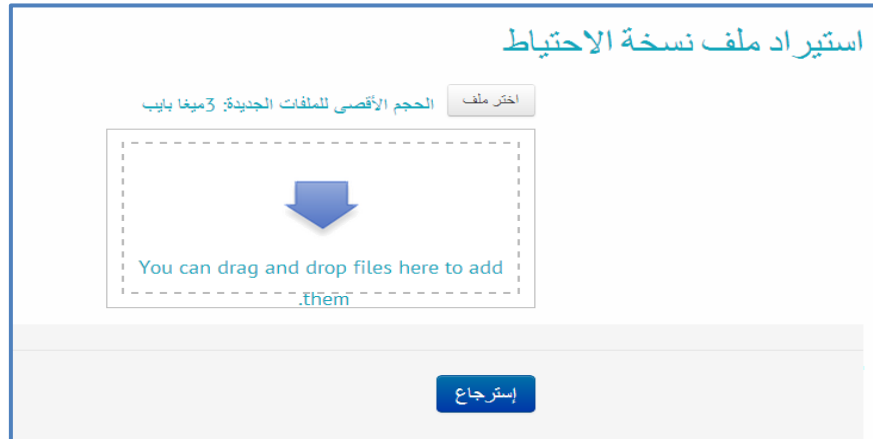 استيراد ملف نسخة الاحتياط
اختر ملف
الحجم الأقصى للملفات الجديدة: 3ميغا بايب
You can drag and drop files here to add
.them
إسترجاع